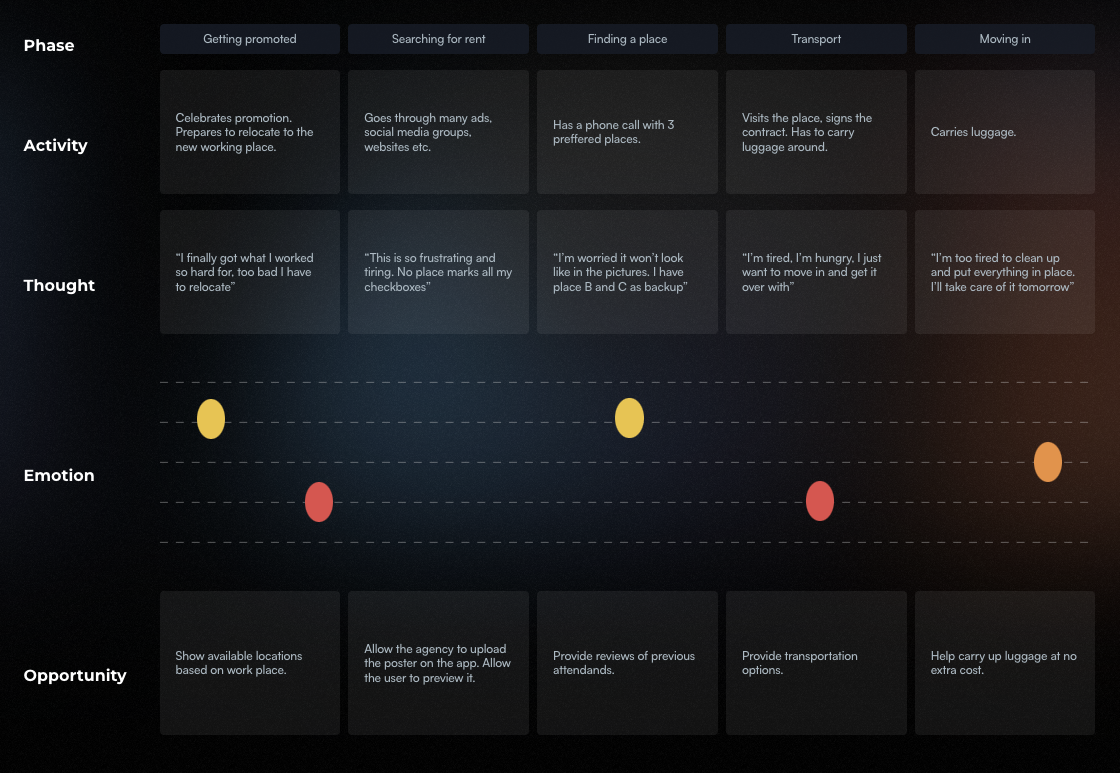 Phase
Getting promoted
Searching for rent
Finding a place
Transport
Moving in
Activity
Celebrates promotion.
Prepares to relocate to the
new working place.
Goes through many ads,
social media groups,
websites etc.
Has a phone call with 3
preffered places.
Visits the place, signs the
contract. Has to carry
luggage around.
Carries luggage.
Thought
“I finally got what I worked
so hard for, too bad I have
to relocate”
“This is so frustrating and
tiring. No place marks all my
checkboxes”
“I’m worried it won’t look
like in the pictures. I have
place B and C as backup”
“I’m tired, I’m hungry, I just
want to move in and get it
over with”
“I’m too tired to clean up
and put everything in place.
I’ll take care of it tomorrow”
Emotion
Opportunity
Show available locations
based on work place.
Allow the agency to upload
the poster on the app. Allow
the user to preview it.
Provide reviews of previous
attendands.
Provide transportation
options.
Help carry up luggage at no
extra cost.